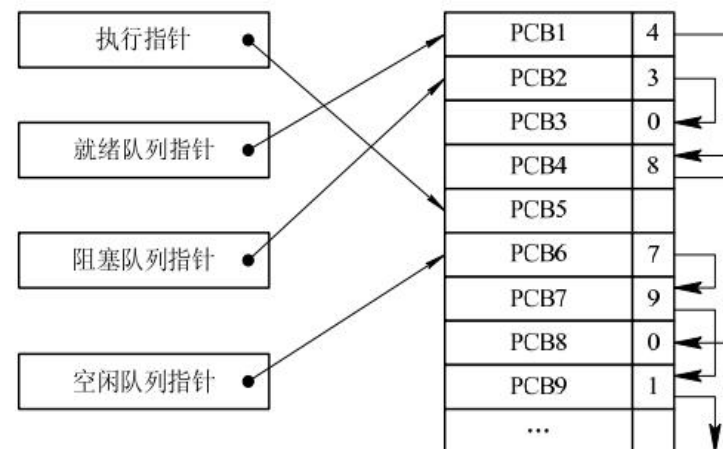 执行指针
就绪队列指针
阻塞队列指针
空闲队列指针
PCB1 4
PCB2 3
PCB3 0
PCB4 8
PCB5
PCB6 7
PCB7 9
PCB8 0
PCB9 1
...